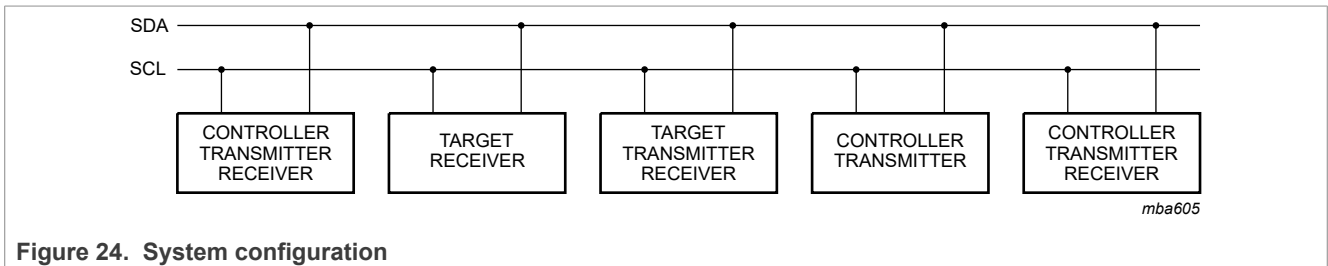 SDA
SCL
CONTROLLER
TRANSMITTER
RECEIVER
TARGET
RECEIVER
TARGET
TRANSMITTER
RECEIVER
CONTROLLER
TRANSMITTER
CONTROLLER
TRANSMITTER
RECEIVER
mba605
Figure 24. System configuration